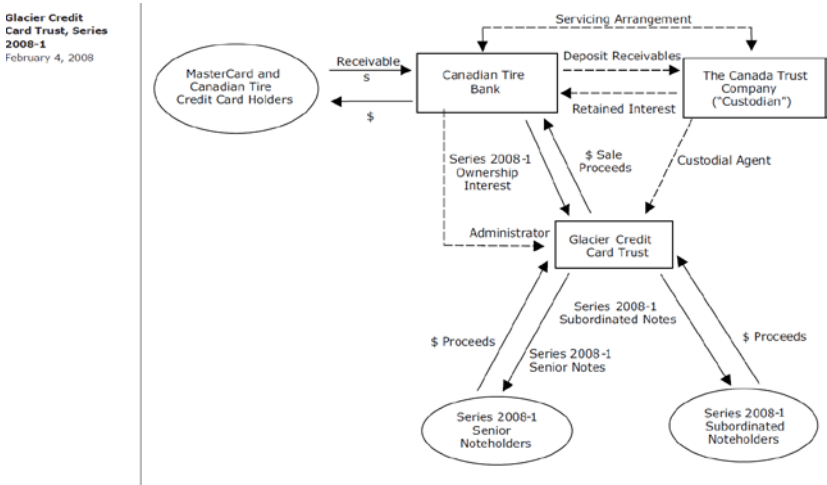 Glacier Credit
Card Trust, Series
2008-1
February 4, 2008
Servicing Arrangement
MasterCard and
Canadian Tire
Credit Card Holders
Receivable
s
$
Canadian Tire
Bank
Deposit Receivables
Retained Interest
The Canada Trust
Company
("Custodian")
Series 2008-1
Ownership
Interest
$ Sale
Proceeds
Custodial Agent
Administrator
Glacier Credit
Card Trust
$ Proceeds
Series 2008-1
Subordinated Notes
Series 2008-1
Senior Notes
$ Proceeds
Series 2008-1
Senior
Noteholders
Series 2008-1
Subordinated
Noteholders